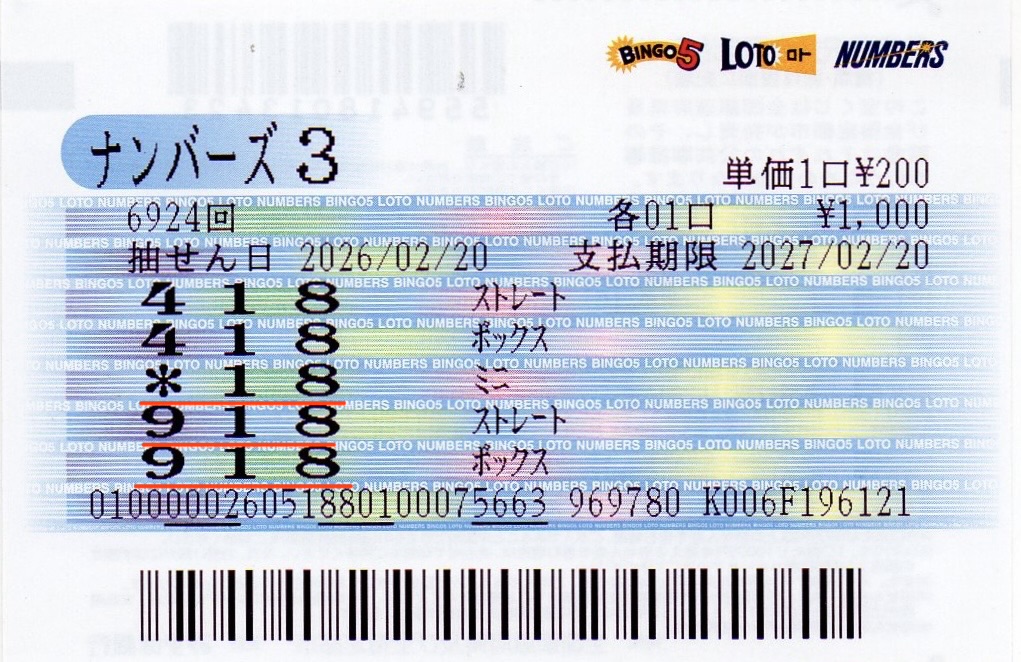 BINGO5 LOTO ロト NUMBERS
ナンバーズ3
単価1口¥200
6924回 各01口 ¥1,000
抽せん日 2026/02/20 支払期限 2027/02/20
4 1 8 ストレート
4 1 8 ボックス
* 1 8 ミニ
9 1 8 ストレート
9 1 8 ボックス
010000026051880100075663 969780 K006F196121